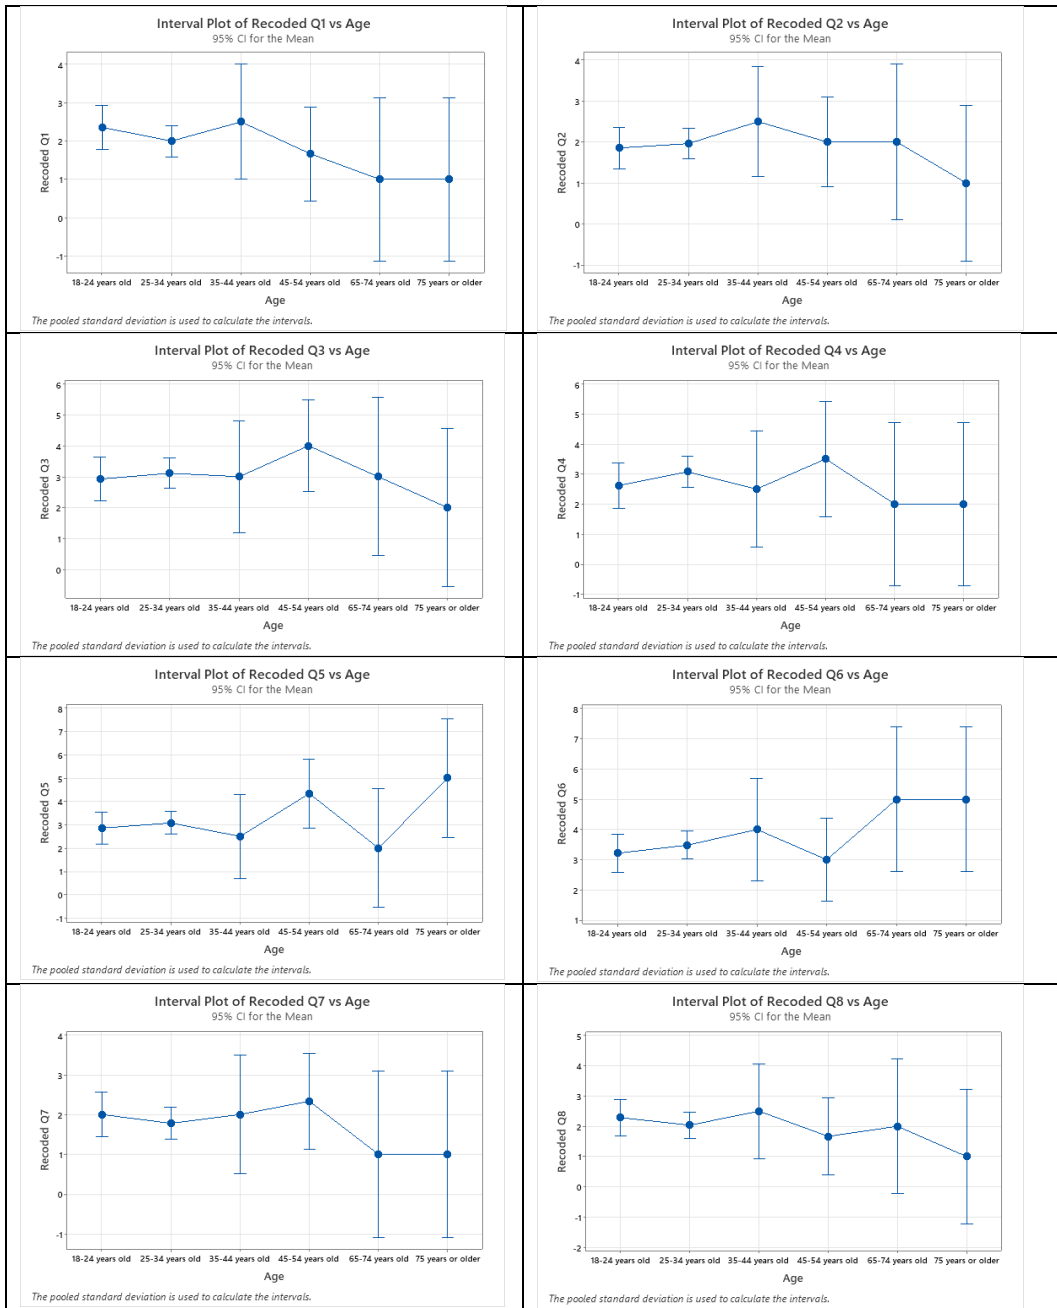 Interval Plot of Recoded Q1 vs Age
95% CI for the Mean
4
3
2
1
0
-1
Recoded Q1
18-24 years old 25-34 years old 35-44 years old 45-54 years old 65-74 years old 75 years or older
Age
The pooled standard deviation is used to calculate the intervals.
Interval Plot of Recoded Q2 vs Age
95% CI for the Mean
4
3
2
1
0
-1
Recoded Q2
18-24 years old 25-34 years old 35-44 years old 45-54 years old 65-74 years old 75 years or older
Age
The pooled standard deviation is used to calculate the intervals.
Interval Plot of Recoded Q3 vs Age
95% CI for the Mean
6
5
4
3
2
1
0
Recoded Q3
18-24 years old 25-34 years old 35-44 years old 45-54 years old 65-74 years old 75 years or older
Age
The pooled standard deviation is used to calculate the intervals.
Interval Plot of Recoded Q4 vs Age
95% CI for the Mean
6
5
4
3
2
1
0
-1
Recoded Q4
18-24 years old 25-34 years old 35-44 years old 45-54 years old 65-74 years old 75 years or older
Age
The pooled standard deviation is used to calculate the intervals.
Interval Plot of Recoded Q5 vs Age
95% CI for the Mean
8
7
6
5
4
3
2
1
0
-1
Recoded Q5
18-24 years old 25-34 years old 35-44 years old 45-54 years old 65-74 years old 75 years or older
Age
The pooled standard deviation is used to calculate the intervals.
Interval Plot of Recoded Q6 vs Age
95% CI for the Mean
8
7
6
5
4
3
2
1
Recoded Q6
18-24 years old 25-34 years old 35-44 years old 45-54 years old 65-74 years old 75 years or older
Age
The pooled standard deviation is used to calculate the intervals.
Interval Plot of Recoded Q7 vs Age
95% CI for the Mean
4
3
2
1
0
-1
Recoded Q7
18-24 years old 25-34 years old 35-44 years old 45-54 years old 65-74 years old 75 years or older
Age
The pooled standard deviation is used to calculate the intervals.
Interval Plot of Recoded Q8 vs Age
95% CI for the Mean
5
4
3
2
1
0
-1
-2
Recoded Q8
18-24 years old 25-34 years old 35-44 years old 45-54 years old 65-74 years old 75 years or older
Age
The pooled standard deviation is used to calculate the intervals.